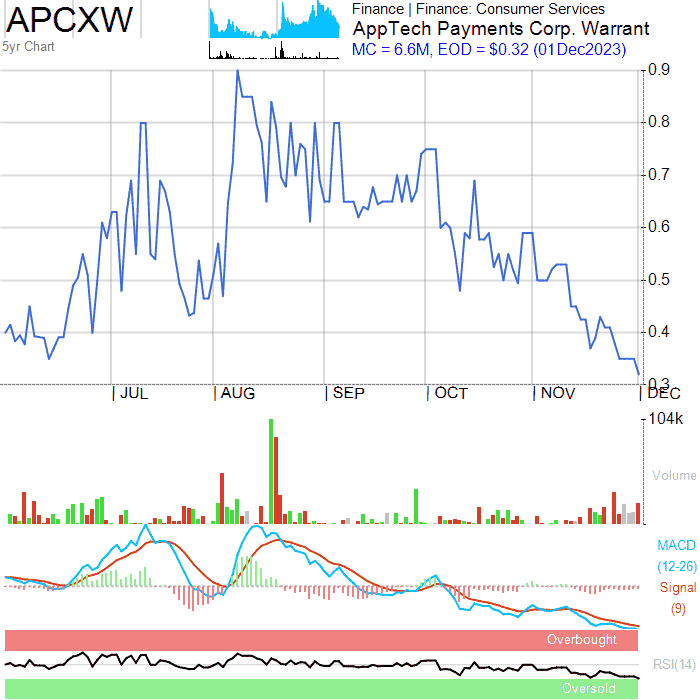 APCXW
5yr Chart
Finance | Finance: Consumer Services
AppTech Payments Corp. Warrant
MC = 6.6M, EOD = $0.32 (01Dec2023)
0.9
0.8
0.7
0.6
0.5
0.4
0.3
JUL AUG SEP OCT NOV DEC
104k
Volume
MACD
(12-26)
Signal
(9)
Overbought
RSI(14)
Oversold